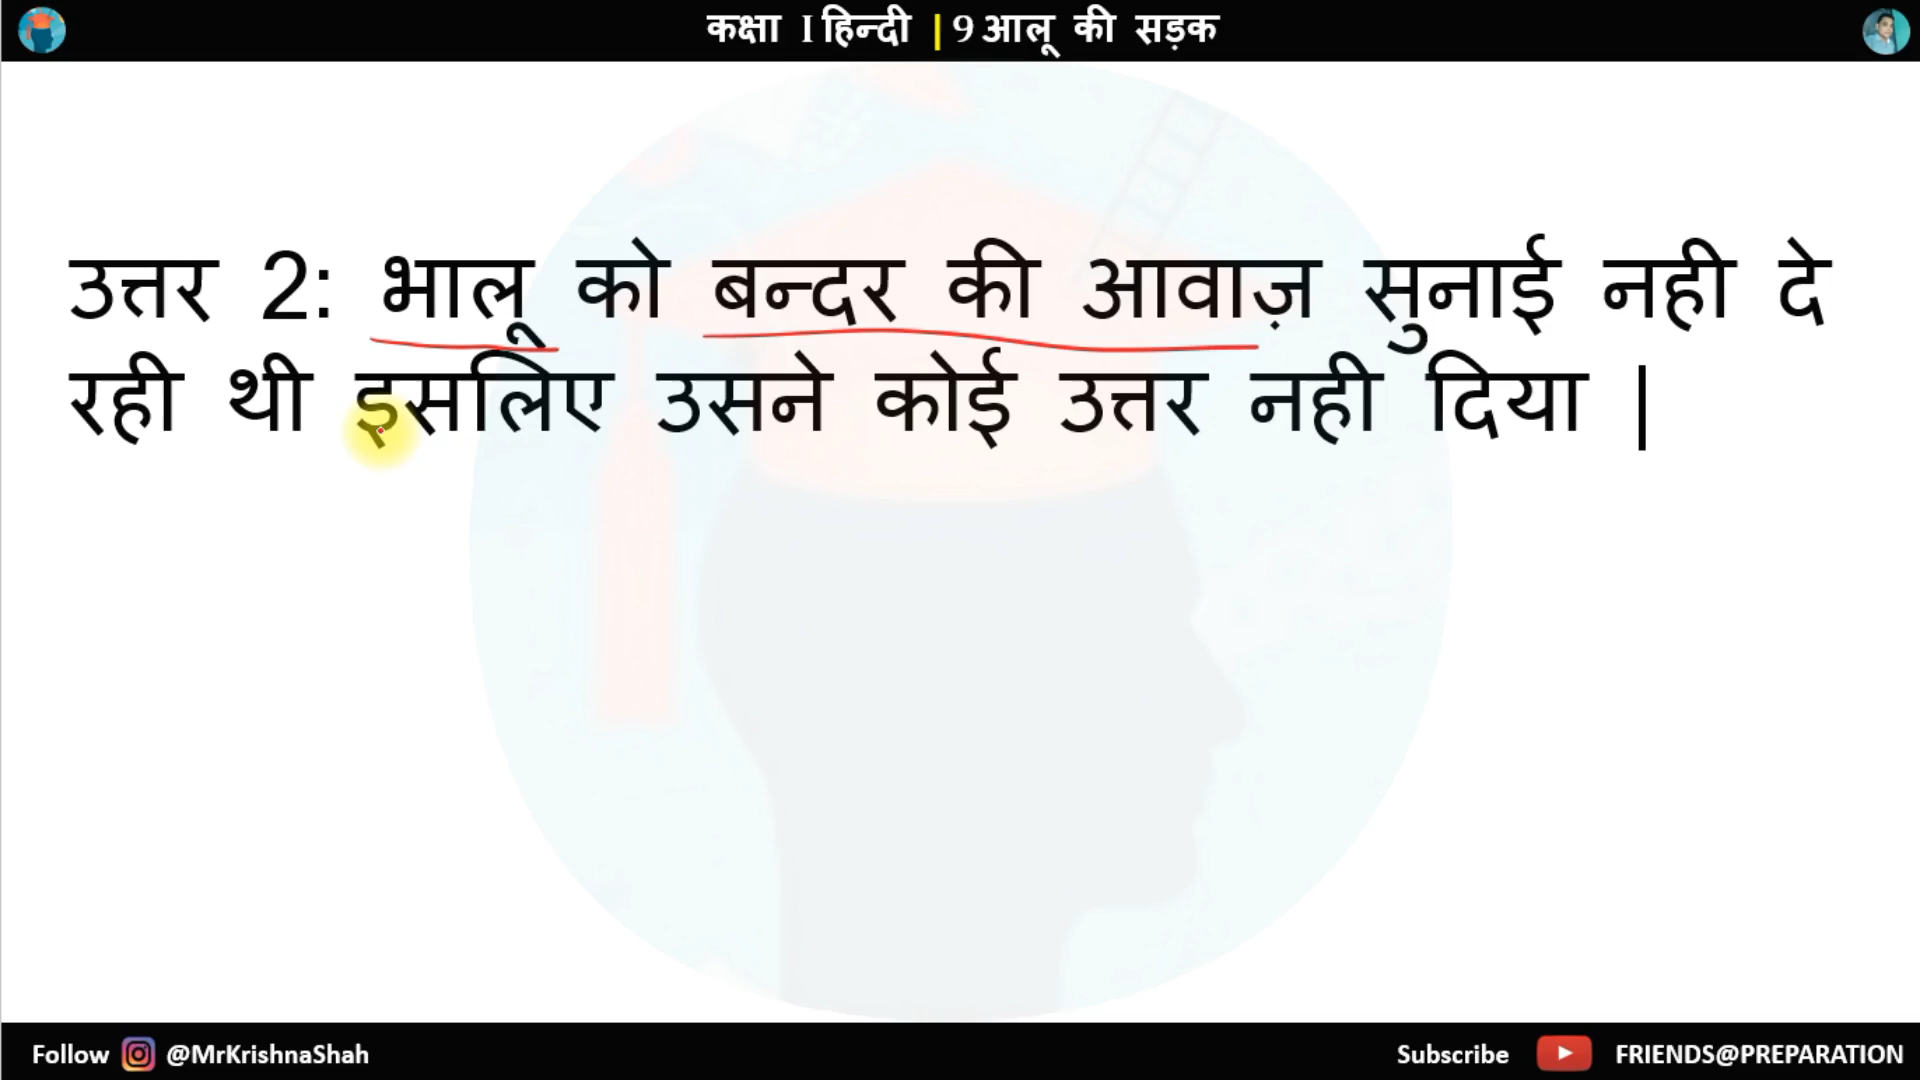 कक्षा I हिन्दी | 9 आलू की सड़क
उत्तर 2: भालू को बन्दर की आवाज़ सुनाई नही दे
रही थी इसलिए उसने कोई उत्तर नही दिया |
Follow @MrKrishnaShah
Subscribe FRIENDS@PREPARATION